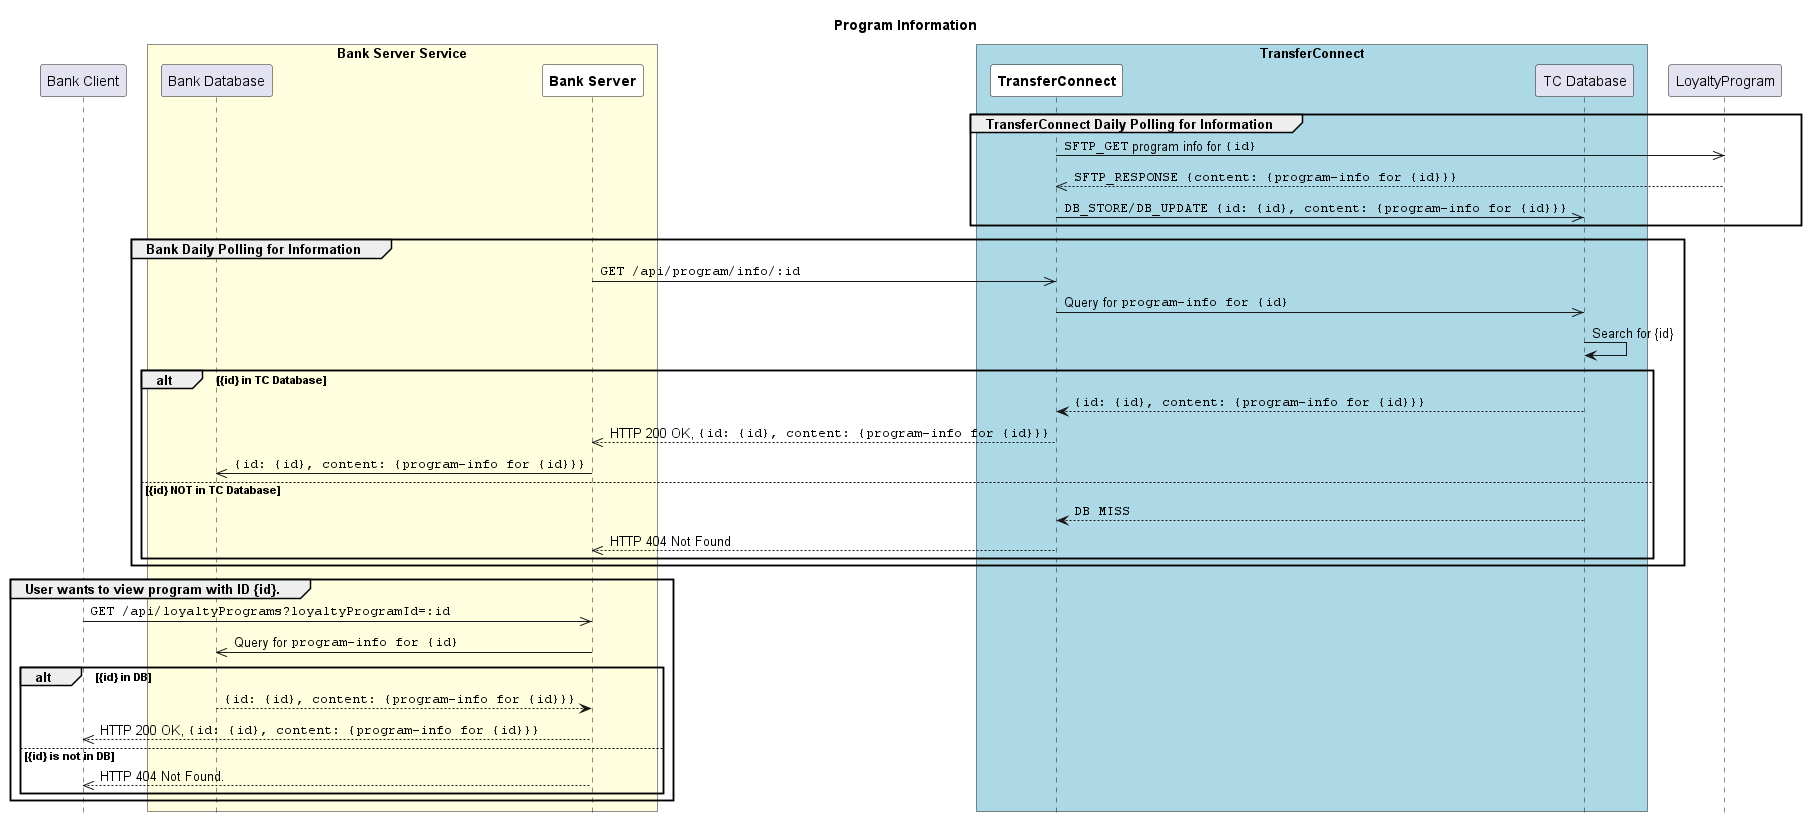 Program Information
Bank Server Service
TransferConnect
Bank Client
Bank Database
Bank Server
TransferConnect
TC Database
LoyaltyProgram
TransferConnect Daily Polling for Information
SFTP_GET program info for {id}
SFTP_RESPONSE {content: {program-info for {id}}}
DB_STORE/DB_UPDATE {id: {id}, content: {program-info for {id}}}
Bank Daily Polling for Information
GET /api/program/info/:id
Query for program-info for {id}
Search for {id}
alt [{id} in TC Database]
{id: {id}, content: {program-info for {id}}}
HTTP 200 OK, {id: {id}, content: {program-info for {id}}}
{id: {id}, content: {program-info for {id}}}
[{id} NOT in TC Database]
DB MISS
HTTP 404 Not Found
User wants to view program with ID {id}.
GET /api/loyaltyPrograms?loyaltyProgramId=:id
Query for program-info for {id}
alt [{id} in DB]
{id: {id}, content: {program-info for {id}}}
HTTP 200 OK, {id: {id}, content: {program-info for {id}}}
[{id} is not in DB]
HTTP 404 Not Found.